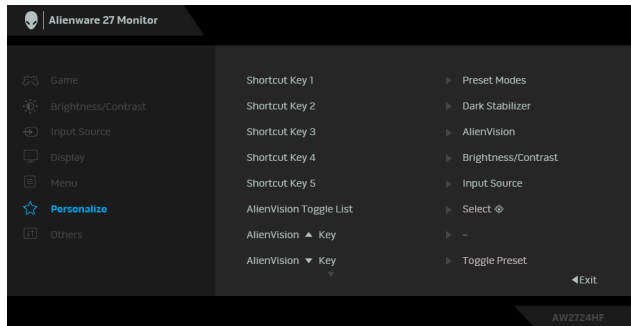 Alienware 27 Monitor
Game
Brightness/Contrast
Input Source
Display
Menu
Personalize
Others
Shortcut Key 1 Preset Modes
Shortcut Key 2 Dark Stabilizer
Shortcut Key 3 AlienVision
Shortcut Key 4 Brightness/Contrast
Shortcut Key 5 Input Source
AlienVision Toggle List Select
AlienVision ▲ Key –
AlienVision ▼ Key Toggle Preset
Exit
AW2724HF